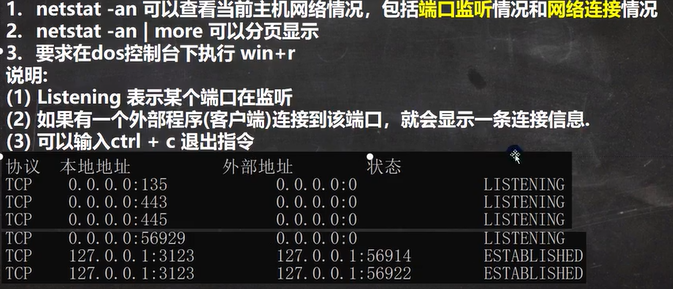 1. netstat -an 可以查看当前主机网络情况，包括端口监听情况和网络连接情况
2. netstat -an | more 可以分页显示
3. 要求在dos控制台下执行 win+r
说明:
(1) Listening 表示某个端口在监听
(2) 如果有一个外部程序(客户端)连接到该端口，就会显示一条连接信息.
(3) 可以输入ctrl + c 退出指令
协议 本地地址 外部地址 状态
TCP 0.0.0.0:135 0.0.0.0:0 LISTENING
TCP 0.0.0.0:443 0.0.0.0:0 LISTENING
TCP 0.0.0.0:445 0.0.0.0:0 LISTENING
TCP 0.0.0.0:56929 0.0.0.0:0 LISTENING
TCP 127.0.0.1:3123 127.0.0.1:56914 ESTABLISHED
TCP 127.0.0.1:3123 127.0.0.1:56922 ESTABLISHED